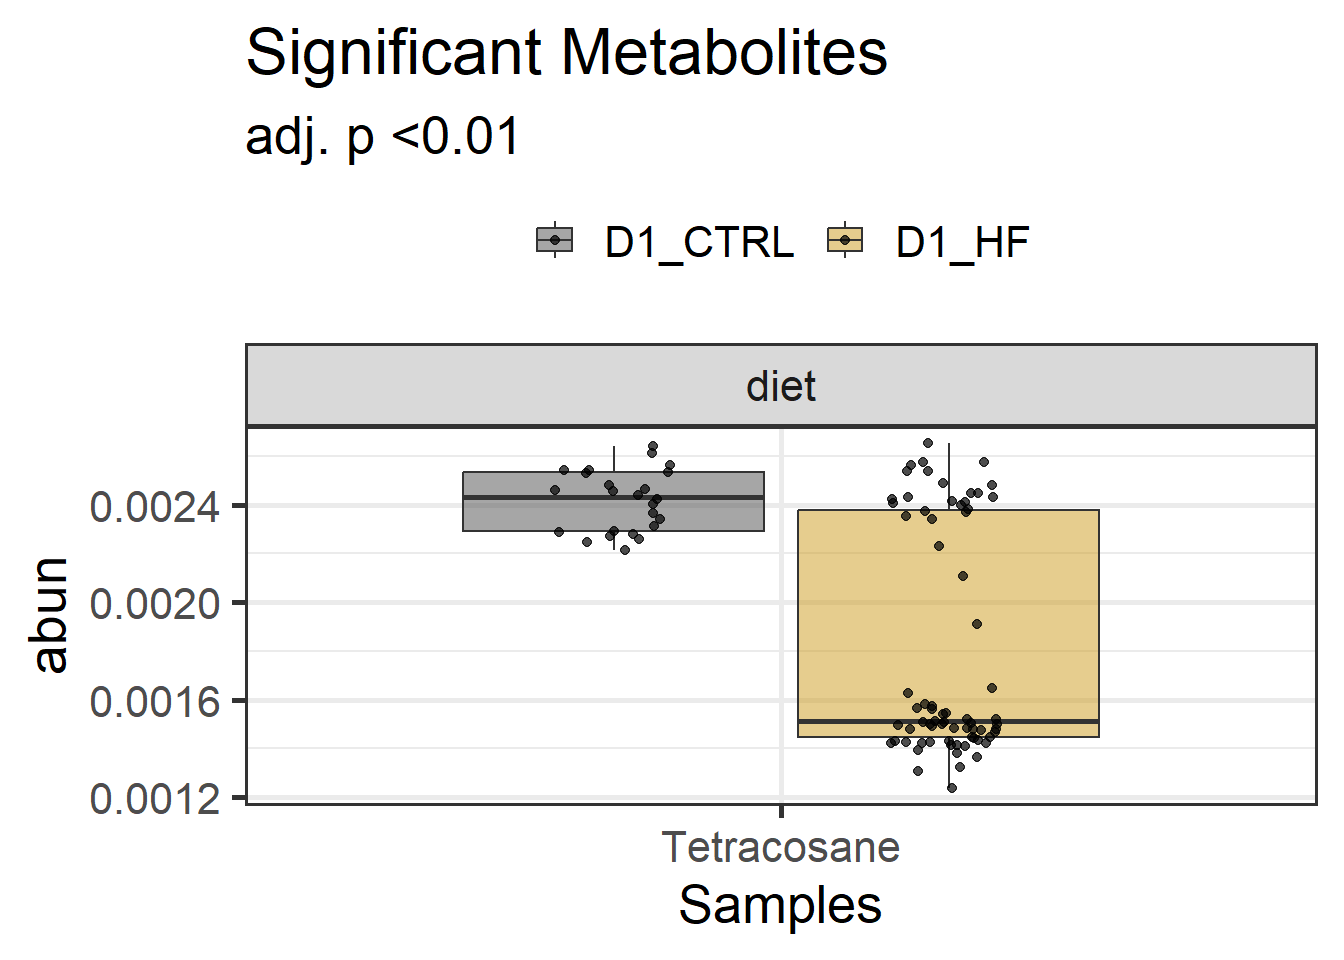 Significant Metabolites
adj. p <0.01
D1_CTRL D1_HF
diet
0.0024
0.0020
0.0016
0.0012
abun
Tetracosane
Samples